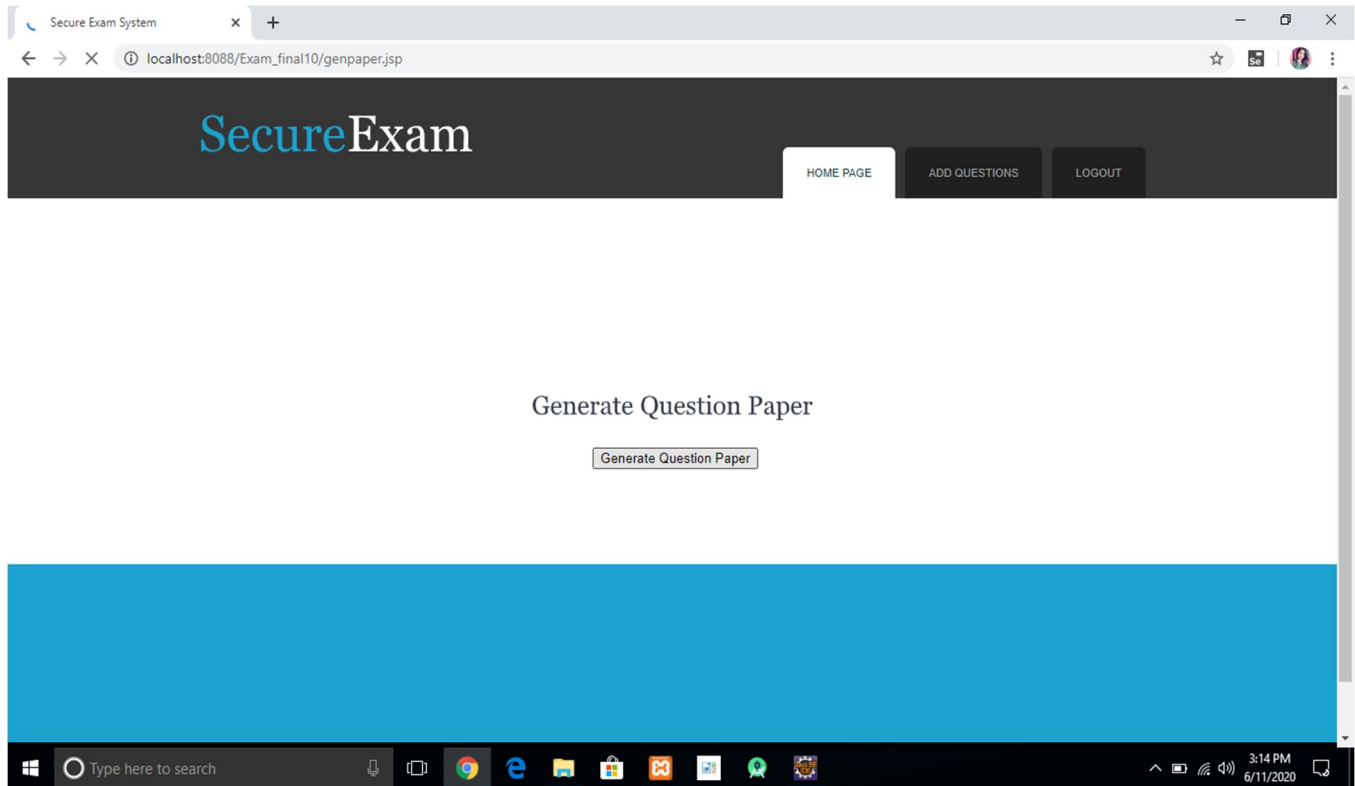 Secure Exam System
localhost:8088/Exam_final10/genpaper.jsp
Se
SecureExam
HOME PAGE ADD QUESTIONS LOGOUT
Generate Question Paper
Generate Question Paper
Type here to search
3:14 PM
6/11/2020